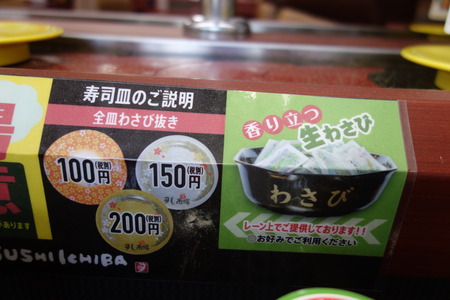 寿司皿のご説明
全皿わさび抜き
100円(税別)
150円(税別)
200円(税別)
SUSHI ICHIBA
香り立つ
生わさび
わさび
レーン上でご提供しております!!
お好みでご利用ください